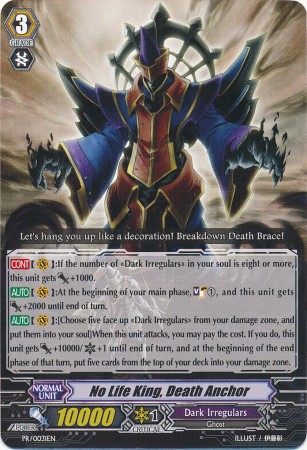 3
GRADE
Let's hang you up like a decoration! Breakdown Death Brace!
CONT [ ]:If the number of «Dark Irregulars» in your soul is eight or more,
this unit gets +1000.
AUTO [ ]:At the beginning of your main phase, , and this unit gets
+2000 until end of turn.
AUTO [ ]:[Choose five face up «Dark Irregulars» from your damage zone, and
put them into your soul] When this unit attacks, you may pay the cost. If you do, this
unit gets +10000/ +1 until end of turn, and at the beginning of the end
phase of that turn, put five cards from the top of your deck into your damage zone.
NORMAL
UNIT
No Life King, Death Anchor
POWER
10000
1
CRITICAL
Dark Irregulars
Ghost
PR/0031EN
ILLUST / 伊藤彰